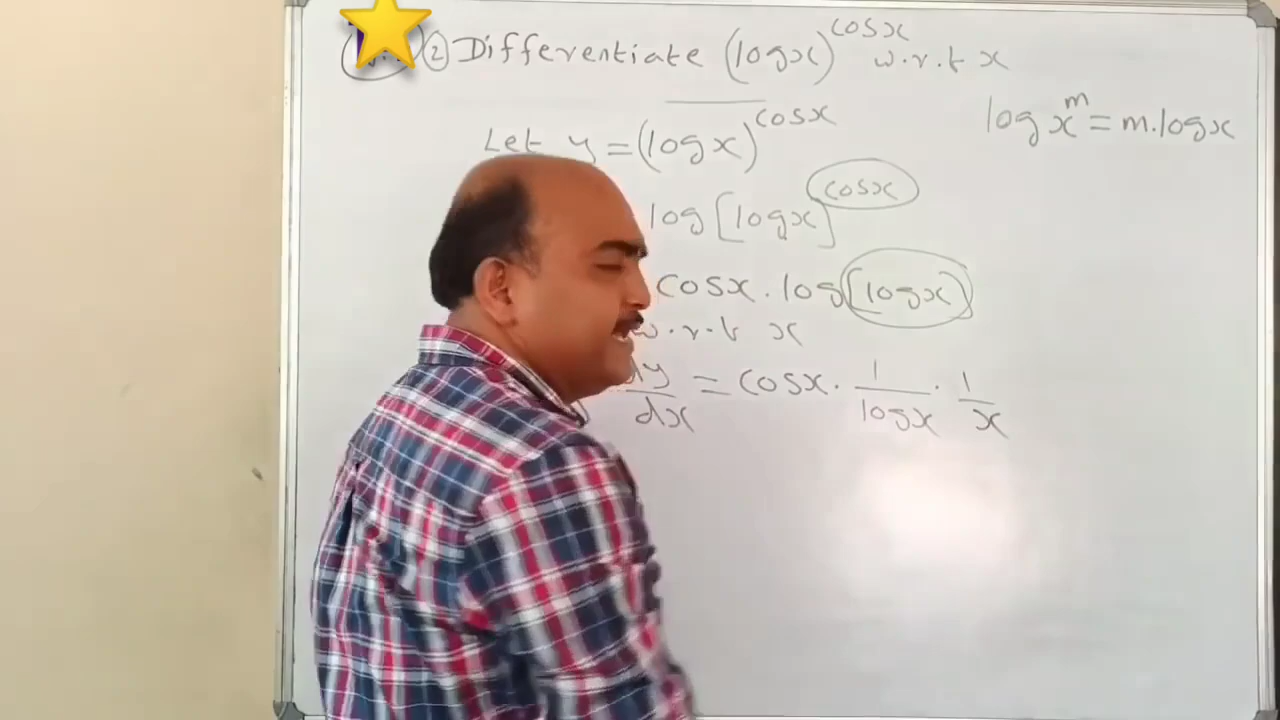 ② Differentiate (logx)^cosx w.r.t x
log x^m = m.logx
Let y = (logx)^cosx
log [logx]^cosx
cosx . log [logx]
w.r.t x
dy/dx = cosx . 1/logx . 1/x